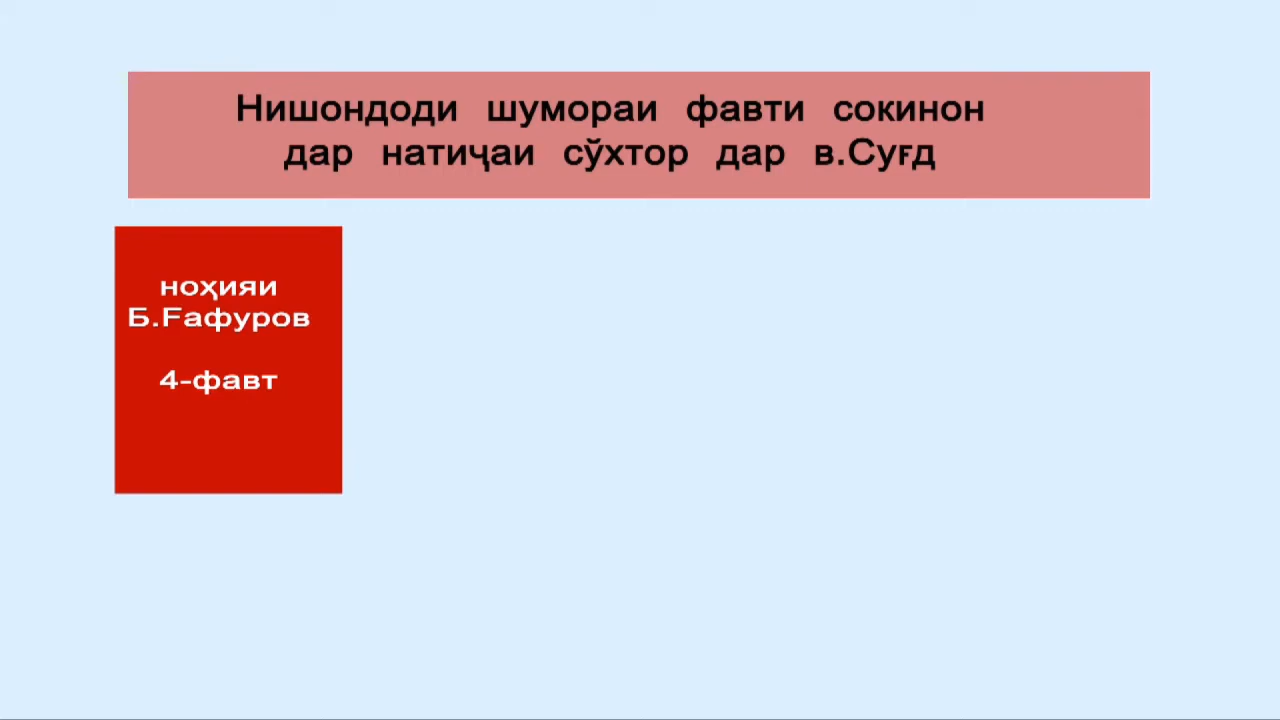 Нишондоди шумораи фавти сокинон
дар натиҷаи сӯхтор дар в.Суғд
ноҳияи
Б.Ғафуров
4-фавт